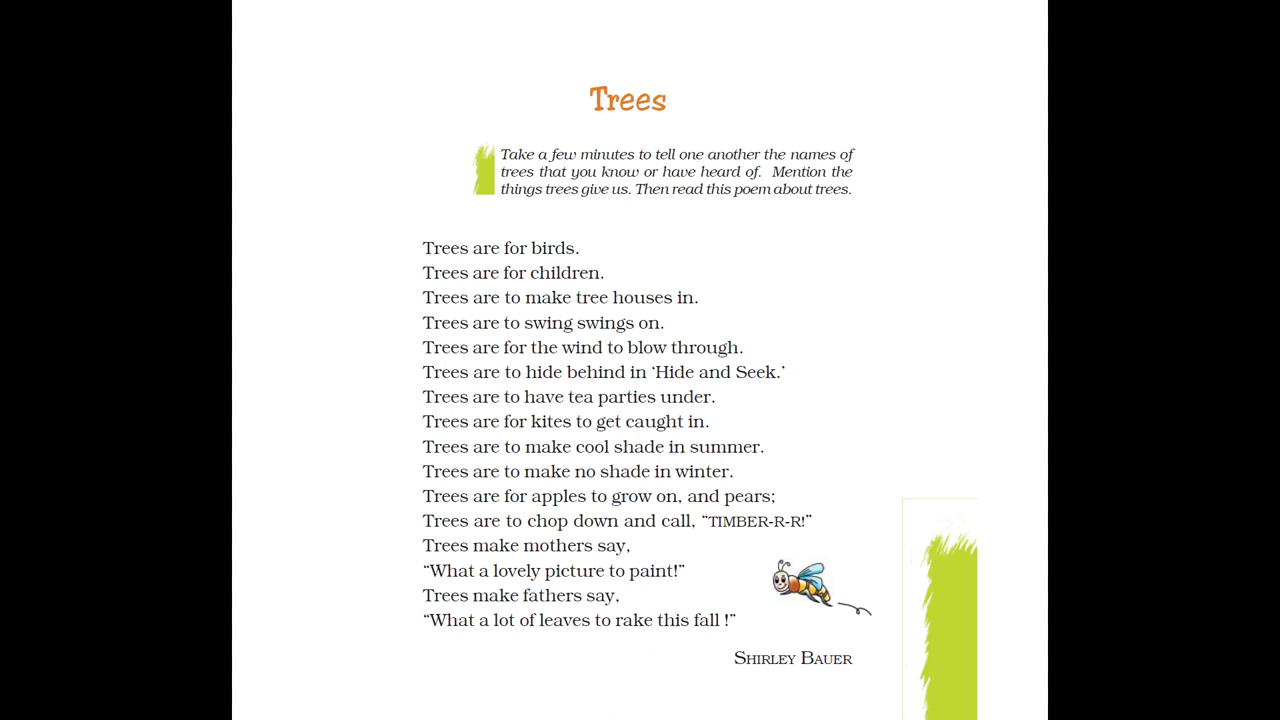 Trees
Take a few minutes to tell one another the names of
trees that you know or have heard of. Mention the
things trees give us. Then read this poem about trees.
Trees are for birds.
Trees are for children.
Trees are to make tree houses in.
Trees are to swing swings on.
Trees are for the wind to blow through.
Trees are to hide behind in ‘Hide and Seek.’
Trees are to have tea parties under.
Trees are for kites to get caught in.
Trees are to make cool shade in summer.
Trees are to make no shade in winter.
Trees are for apples to grow on, and pears;
Trees are to chop down and call, “TIMBER-R-R!”
Trees make mothers say,
“What a lovely picture to paint!”
Trees make fathers say,
“What a lot of leaves to rake this fall !”
SHIRLEY BAUER